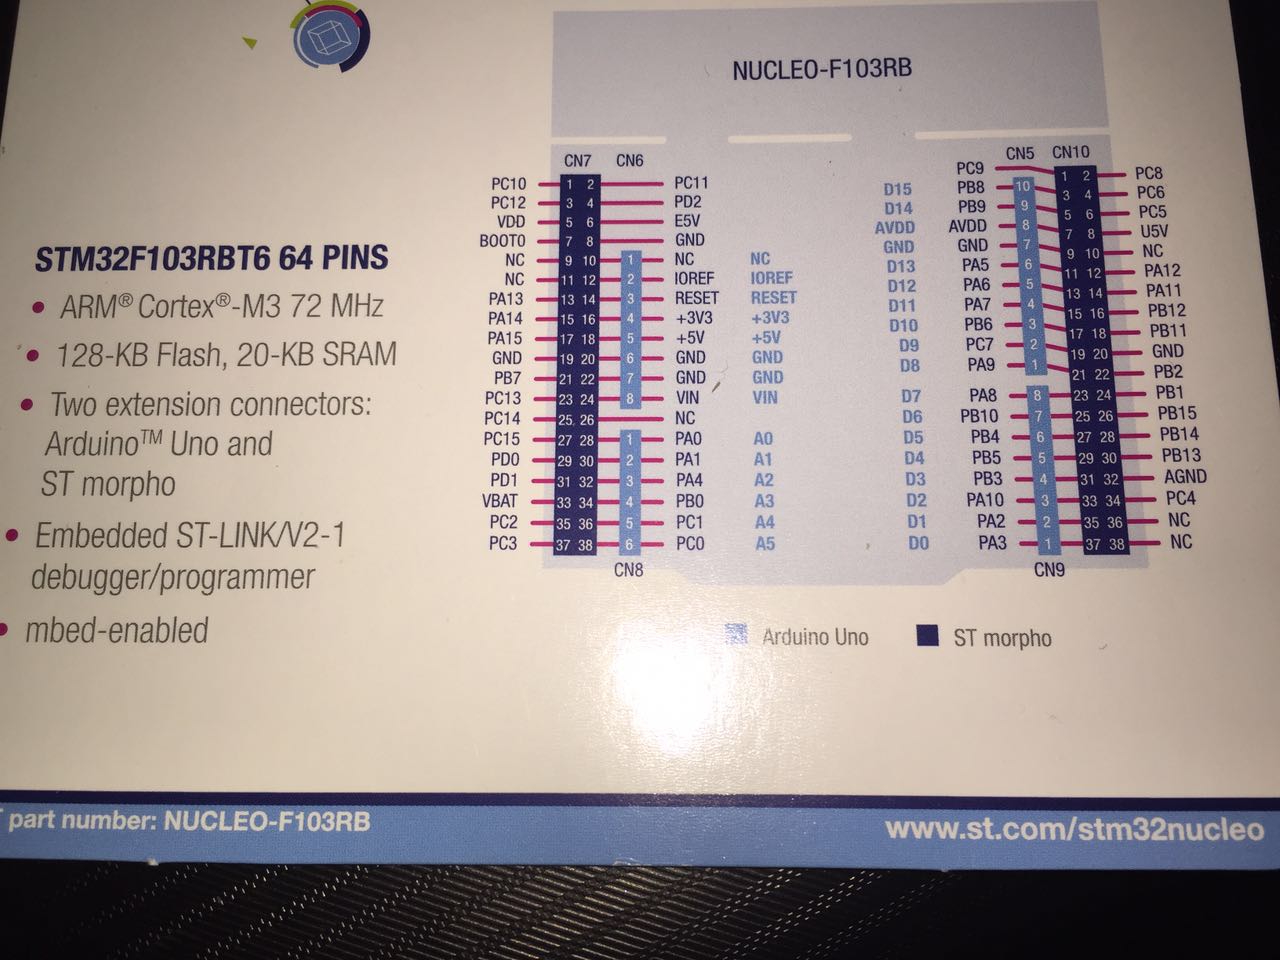 NUCLEO-F103RB
CN7 CN6
PC10 1 2 PC11
PC12 3 4 PD2
VDD 5 6 E5V
BOOT0 7 8 GND
NC 9 10 1 NC NC
NC 11 12 2 IOREF IOREF
PA13 13 14 3 RESET RESET
PA14 15 16 4 +3V3 +3V3
PA15 17 18 5 +5V +5V
GND 19 20 6 GND GND
PB7 21 22 7 GND GND
PC13 23 24 8 VIN VIN
PC14 25 26 NC
PC15 27 28 1 PA0 A0
PD0 29 30 2 PA1 A1
PD1 31 32 3 PA4 A2
VBAT 33 34 4 PB0 A3
PC2 35 36 5 PC1 A4
PC3 37 38 6 PC0 A5
CN8
CN5 CN10
PC9 1 2 PC8
D15 PB8 10 3 4 PC6
D14 PB9 9 5 6 PC5
AVDD AVDD 8 7 8 U5V
GND GND 7 9 10 NC
D13 PA5 6 11 12 PA12
D12 PA6 5 13 14 PA11
D11 PA7 4 15 16 PB12
D10 PB6 3 17 18 PB11
D9 PC7 2 19 20 GND
D8 PA9 1 21 22 PB2
D7 PA8 8 23 24 PB1
D6 PB10 7 25 26 PB15
D5 PB4 6 27 28 PB14
D4 PB5 5 29 30 PB13
D3 PB3 4 31 32 AGND
D2 PA10 3 33 34 PC4
D1 PA2 2 35 36 NC
D0 PA3 1 37 38 NC
CN9
Arduino Uno ST morpho
STM32F103RBT6 64 PINS
• ARM® Cortex®-M3 72 MHz
• 128-KB Flash, 20-KB SRAM
• Two extension connectors:
Arduino™ Uno and
ST morpho
• Embedded ST-LINK/V2-1
debugger/programmer
• mbed-enabled
part number: NUCLEO-F103RB
www.st.com/stm32nucleo